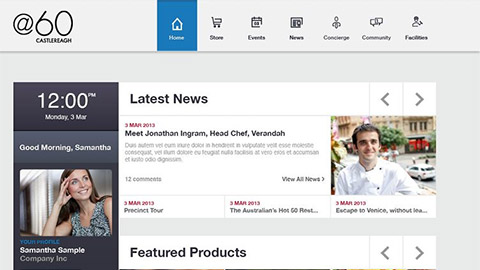 @60
CASTLEREAGH
Home
Store
Events
News
Concierge
Community
Facilities
12:00PM
Monday, 3 Mar
Good Morning, Samantha
YOUR PROFILE
Samantha Sample
Company Inc
Latest News
3 MAR 2013
Meet Jonathan Ingram, Head Chef, Verandah
Duis autem vel eum iriure dolor in hendrerit in vulputate velit esse molestie
consequat, vel illum dolore eu feugiat nulla facilisis at vero eros et accumsan
et iusto odio dignissim.
12 comments
View All News >
3 MAR 2013
Precinct Tour
3 MAR 2013
The Australian's Hot 50 Rest...
3 MAR 2013
Escape to Venice, without lea...
Featured Products